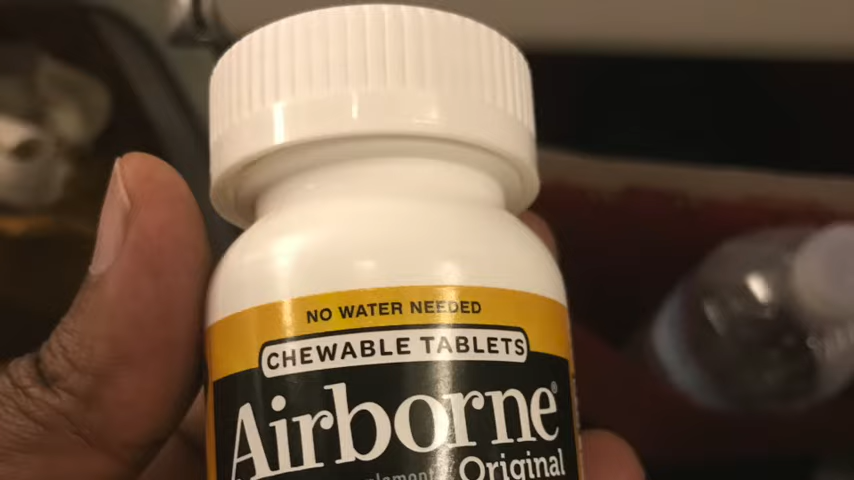 NO WATER NEEDED
CHEWABLE TABLETS
Airborne®
Original